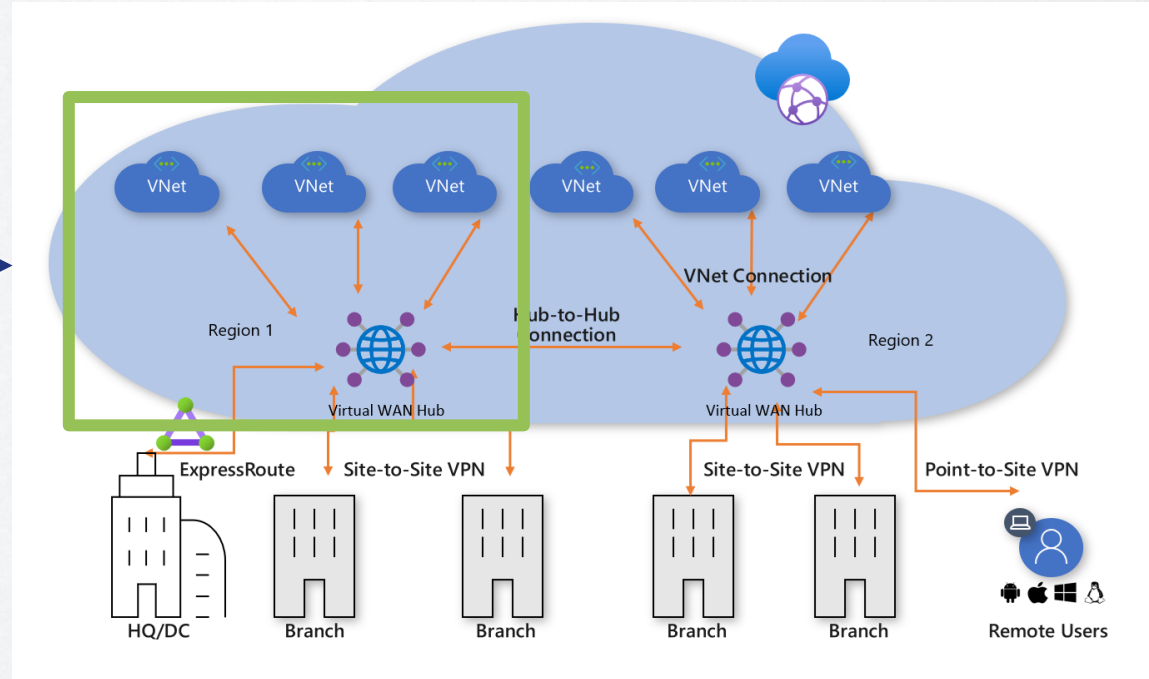 VNet
VNet
VNet
VNet
VNet
VNet
VNet Connection
Hub-to-Hub
Connection
Region 1
Region 2
Virtual WAN Hub
Virtual WAN Hub
ExpressRoute
Site-to-Site VPN
Site-to-Site VPN
Point-to-Site VPN
HQ/DC
Branch
Branch
Branch
Branch
Remote Users